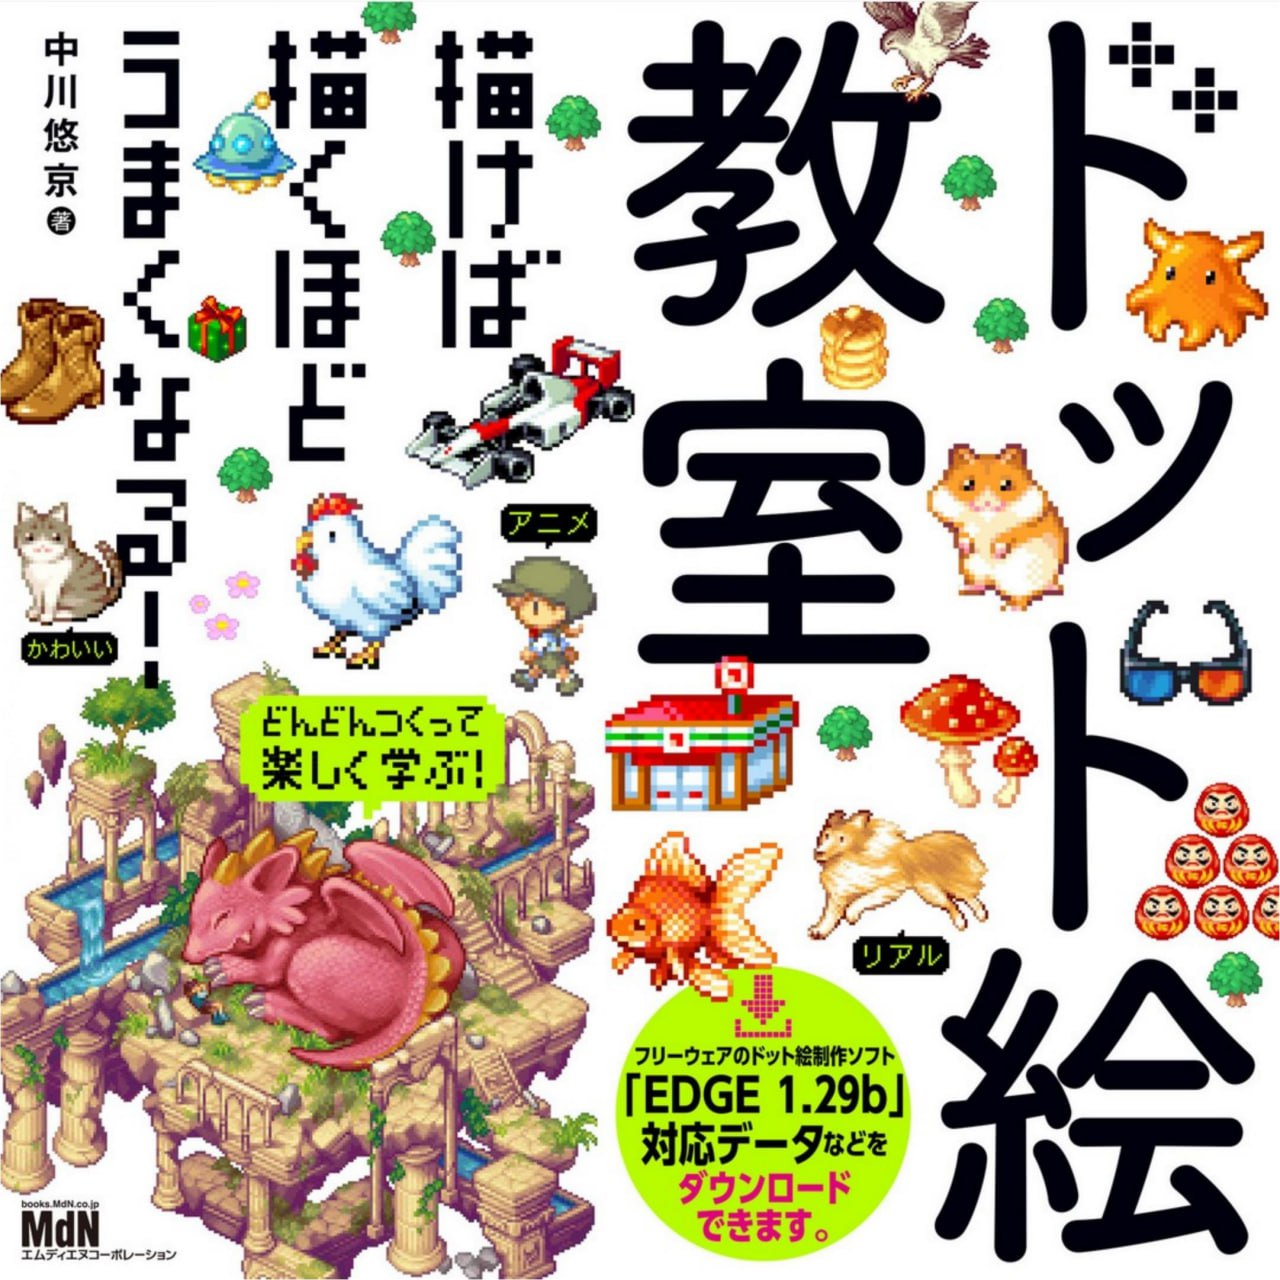 ドット絵
教室
描けば
描くほど
うまくなるー！
中川悠京 著
アニメ
かわいい
どんどんつくって
楽しく学ぶ!
リアル
フリーウェアのドット絵制作ソフト
「EDGE 1.29b」
対応データなどを
ダウンロード
できます。
books.MdN.co.jp
MdN
エムディエヌコーポレーション